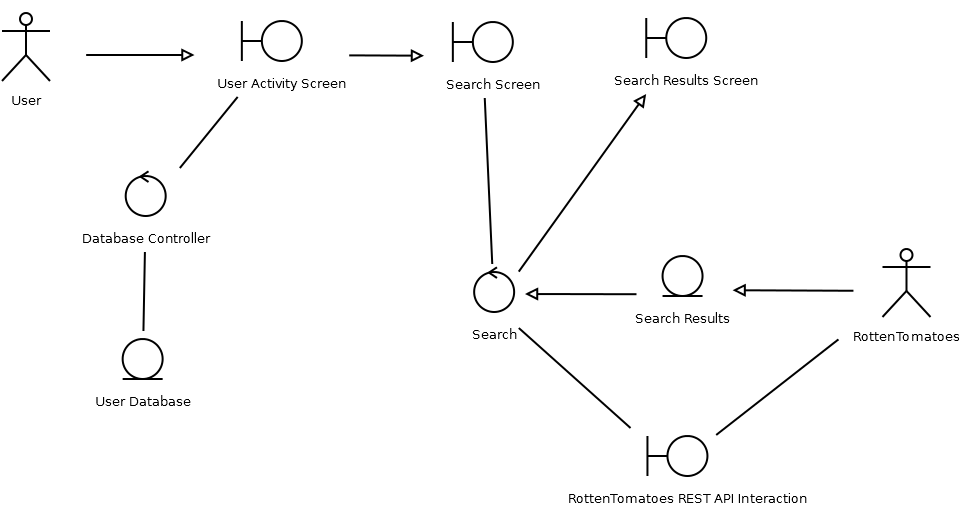 User
User Activity Screen
Search Screen
Search Results Screen
Database Controller
Search
Search Results
RottenTomatoes
User Database
RottenTomatoes REST API Interaction